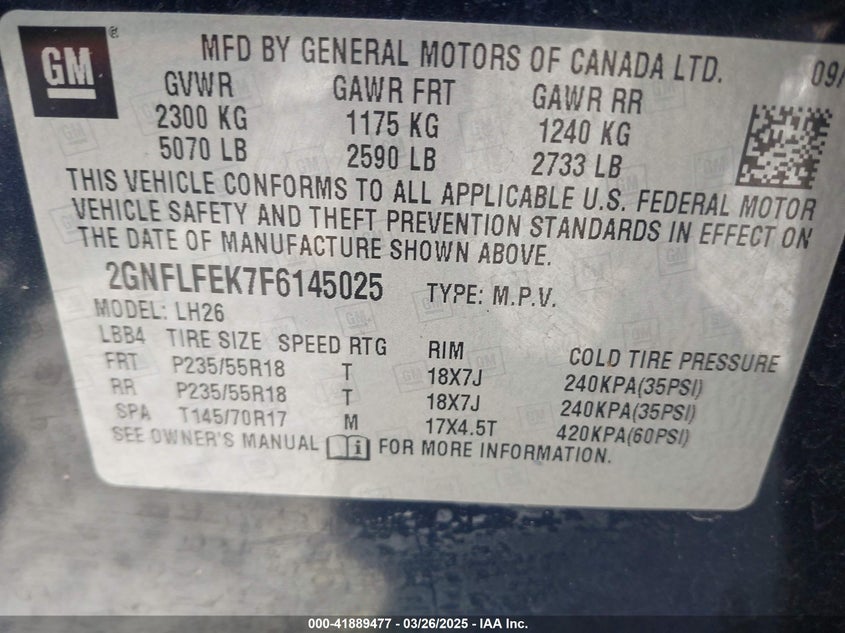 GM®
MFD BY GENERAL MOTORS OF CANADA LTD. 09/
GVWR GAWR FRT GAWR RR
2300 KG 1175 KG 1240 KG
5070 LB 2590 LB 2733 LB
THIS VEHICLE CONFORMS TO ALL APPLICABLE U.S. FEDERAL MOTOR
VEHICLE SAFETY AND THEFT PREVENTION STANDARDS IN EFFECT ON
THE DATE OF MANUFACTURE SHOWN ABOVE.
2GNFLFEK7F6145025 TYPE: M.P.V.
MODEL: LH26
LBB4 TIRE SIZE SPEED RTG RIM COLD TIRE PRESSURE
FRT P235/55R18 T 18X7J 240KPA(35PSI)
RR P235/55R18 T 18X7J 240KPA(35PSI)
SPA T145/70R17 M 17X4.5T 420KPA(60PSI)
SEE OWNER'S MANUAL FOR MORE INFORMATION.
000-41889477 — 03/26/2025 — IAA Inc.